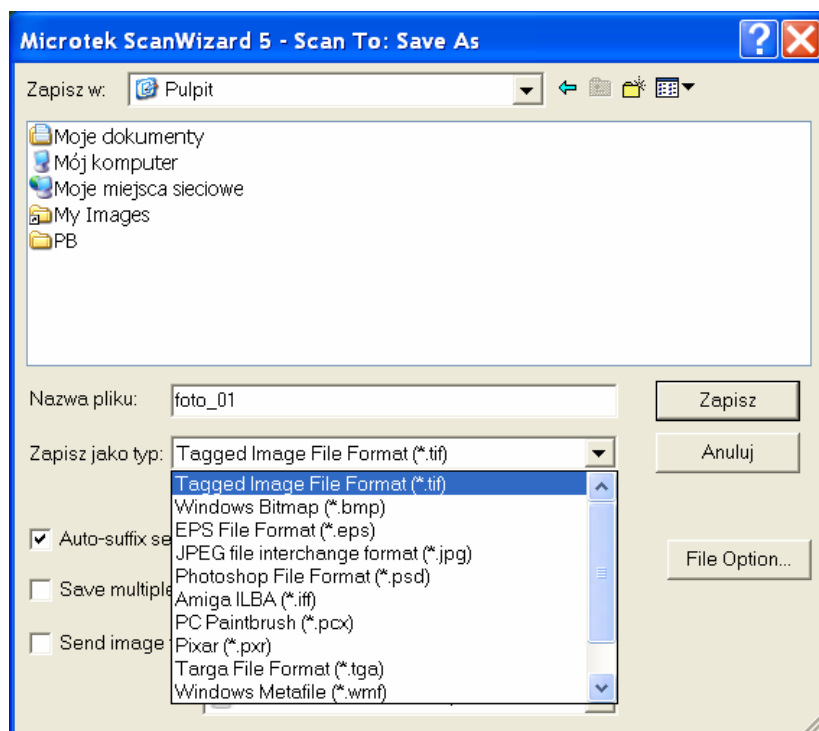 Microtek ScanWizard 5 - Scan To: Save As
Zapisz w: Pulpit
Moje dokumenty
Mój komputer
Moje miejsca sieciowe
My Images
PB
Nazwa pliku: foto_01 Zapisz
Zapisz jako typ: Tagged Image File Format (*.tif) Anuluj
Tagged Image File Format (*.tif)
Windows Bitmap (*.bmp)
EPS File Format (*.eps)
JPEG file interchange format (*.jpg)
Photoshop File Format (*.psd)
Amiga ILBA (*.iff)
PC Paintbrush (*.pcx)
Pixar (*.pxr)
Targa File Format (*.tga)
Windows Metafile (*.wmf)
Auto-suffix se
Save multiple
Send image
File Option...